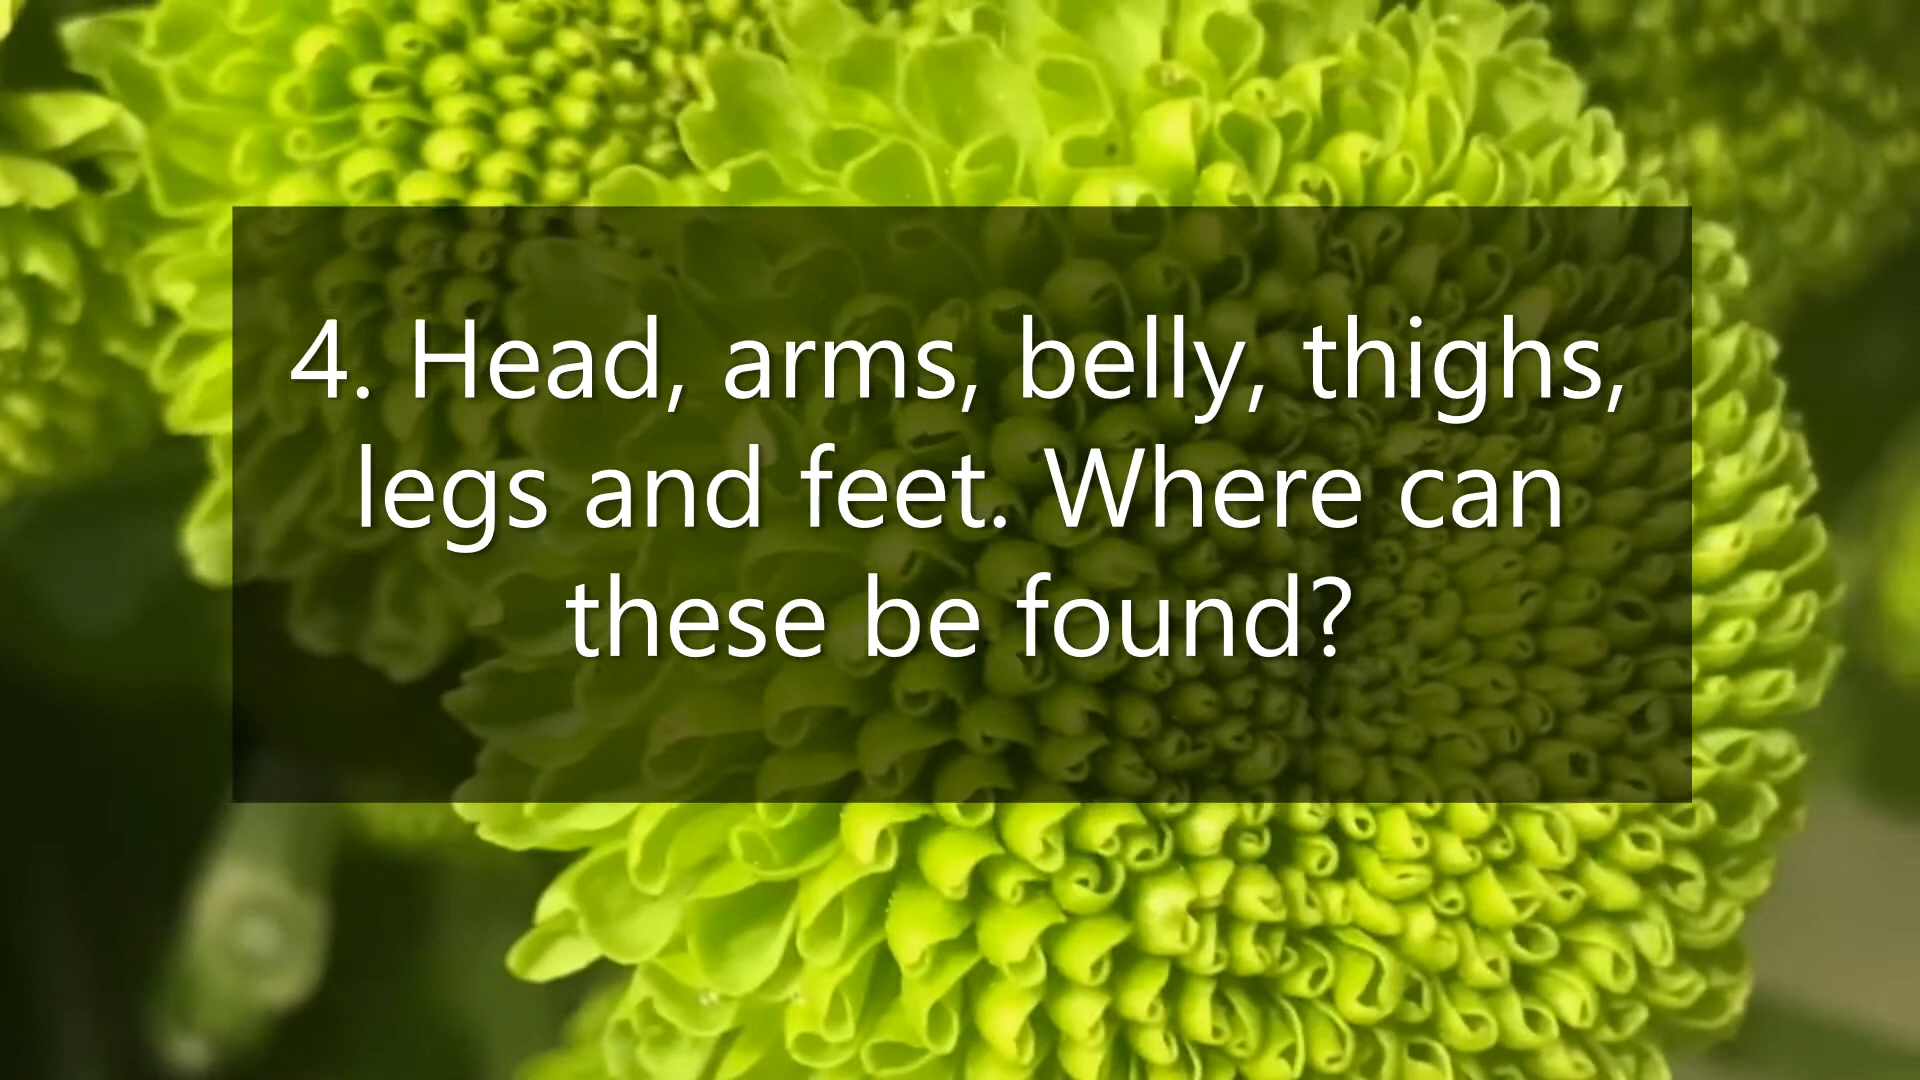 4. Head, arms, belly, thighs,
legs and feet. Where can
these be found?